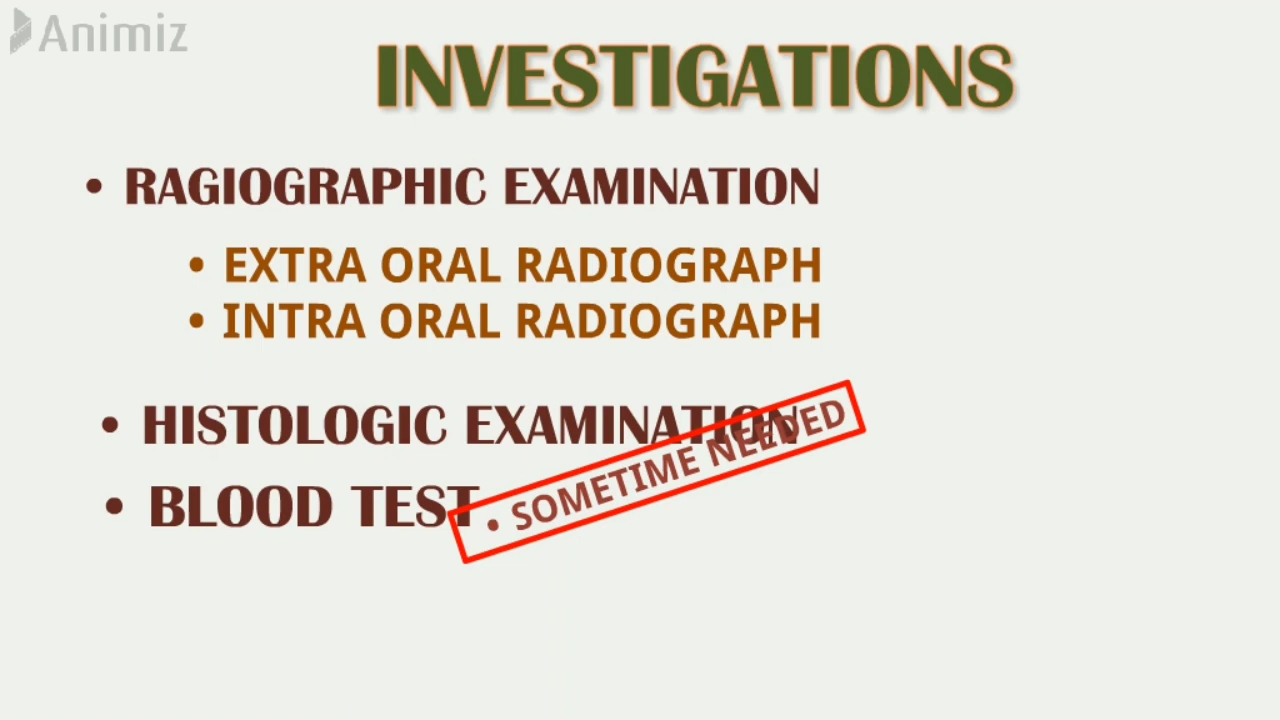 Animiz
INVESTIGATIONS
• RAGIOGRAPHIC EXAMINATION
• EXTRA ORAL RADIOGRAPH
• INTRA ORAL RADIOGRAPH
• HISTOLOGIC EXAMINATION
• SOMETIME NEEDED
• BLOOD TEST